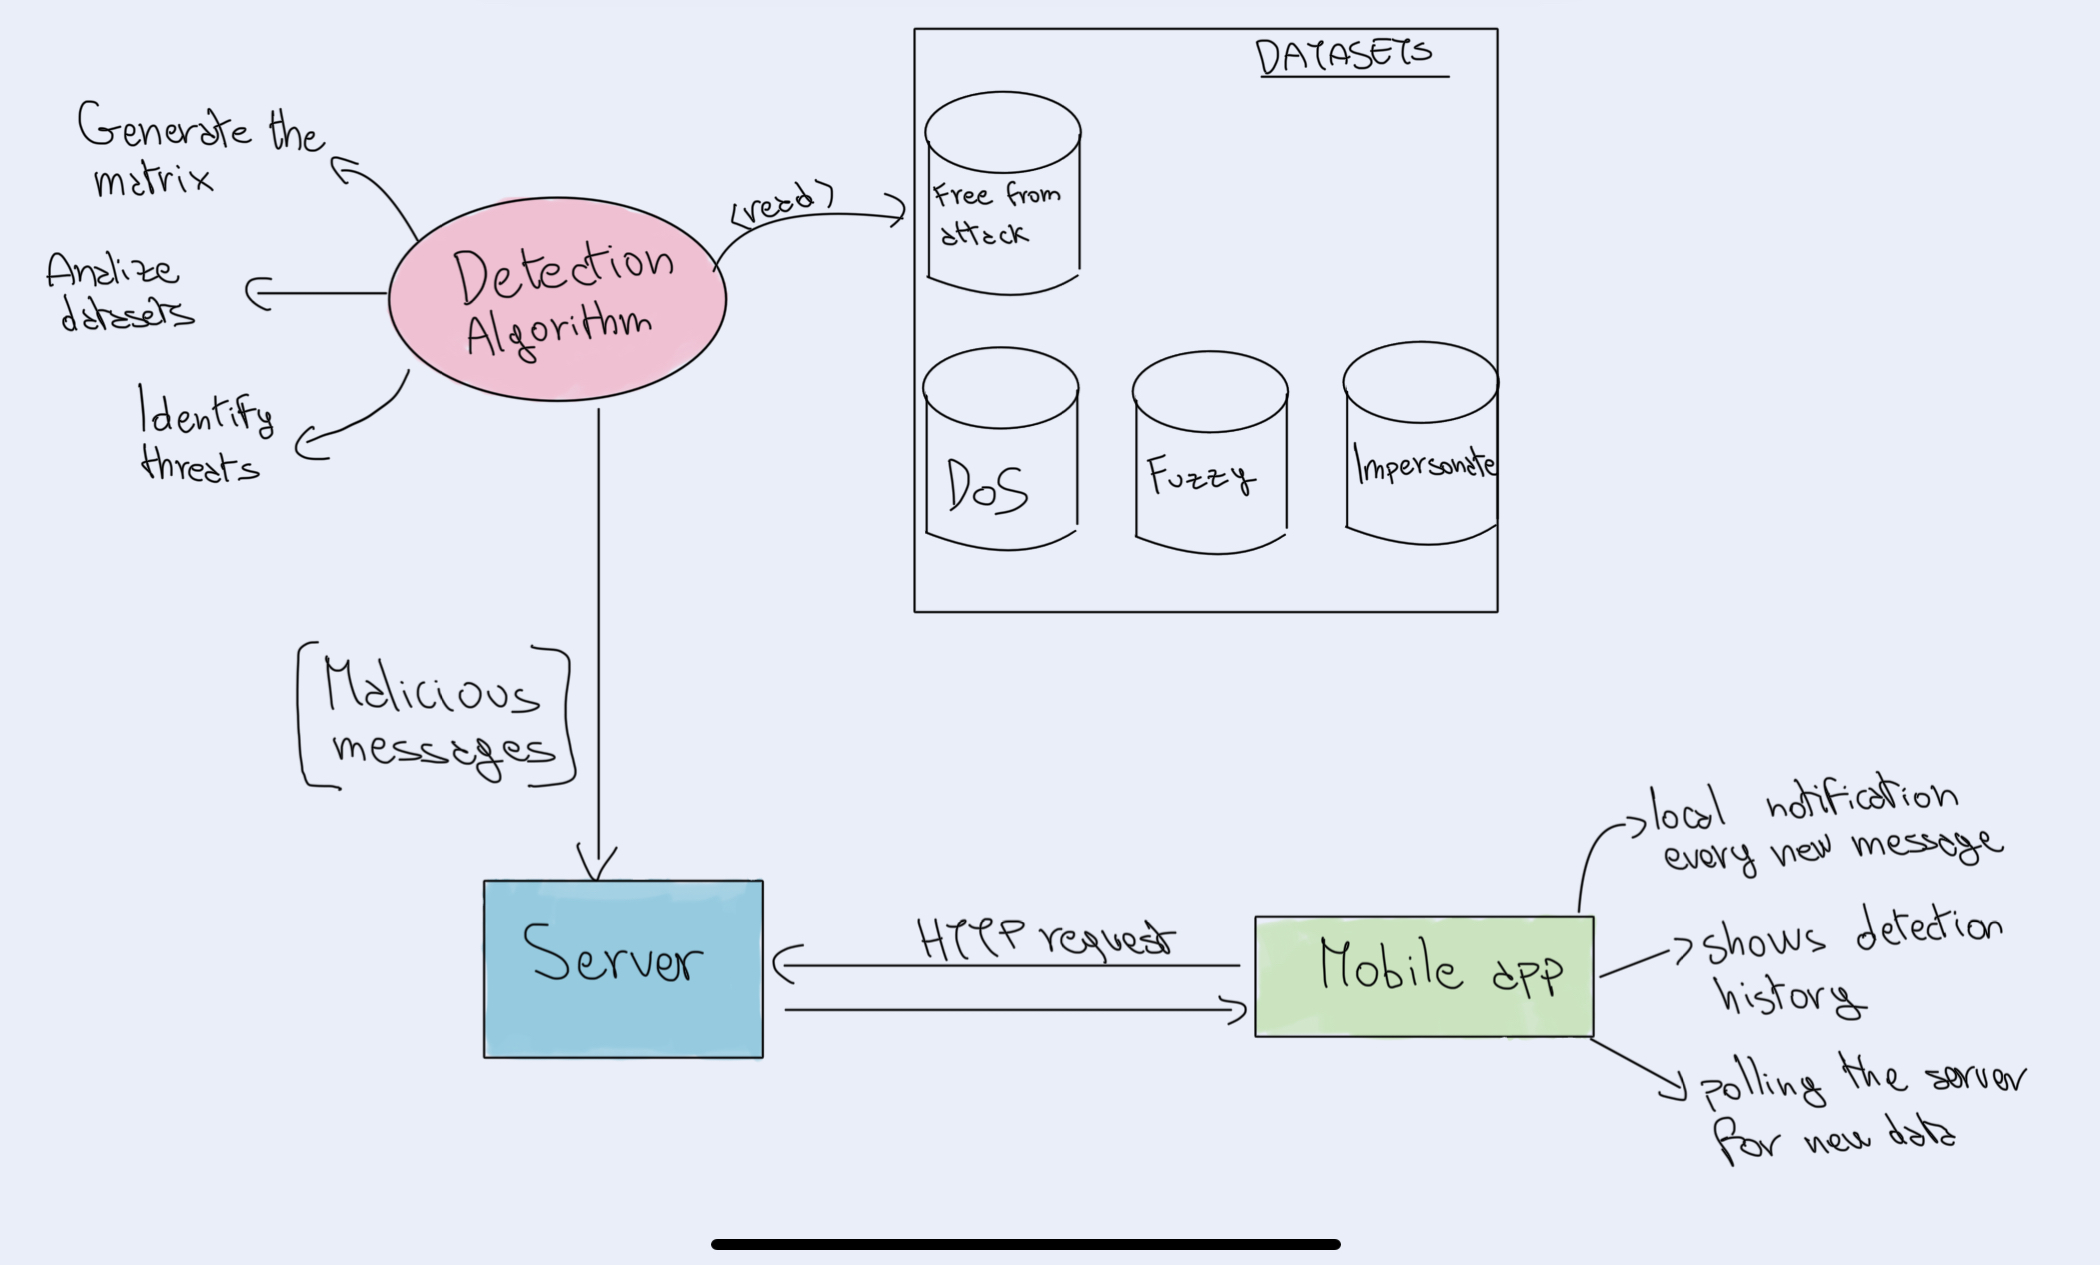 DATASETS
Generate the
matrix
<read>
Free from
attack
Analize
datasets
Detection
Algorithm
Identify
threats
DoS
Fuzzy
Impersonate
[Malicious
messages]
local notification
every new message
Server
HTTP request
Mobile app
shows detection
history
polling the server
for new data